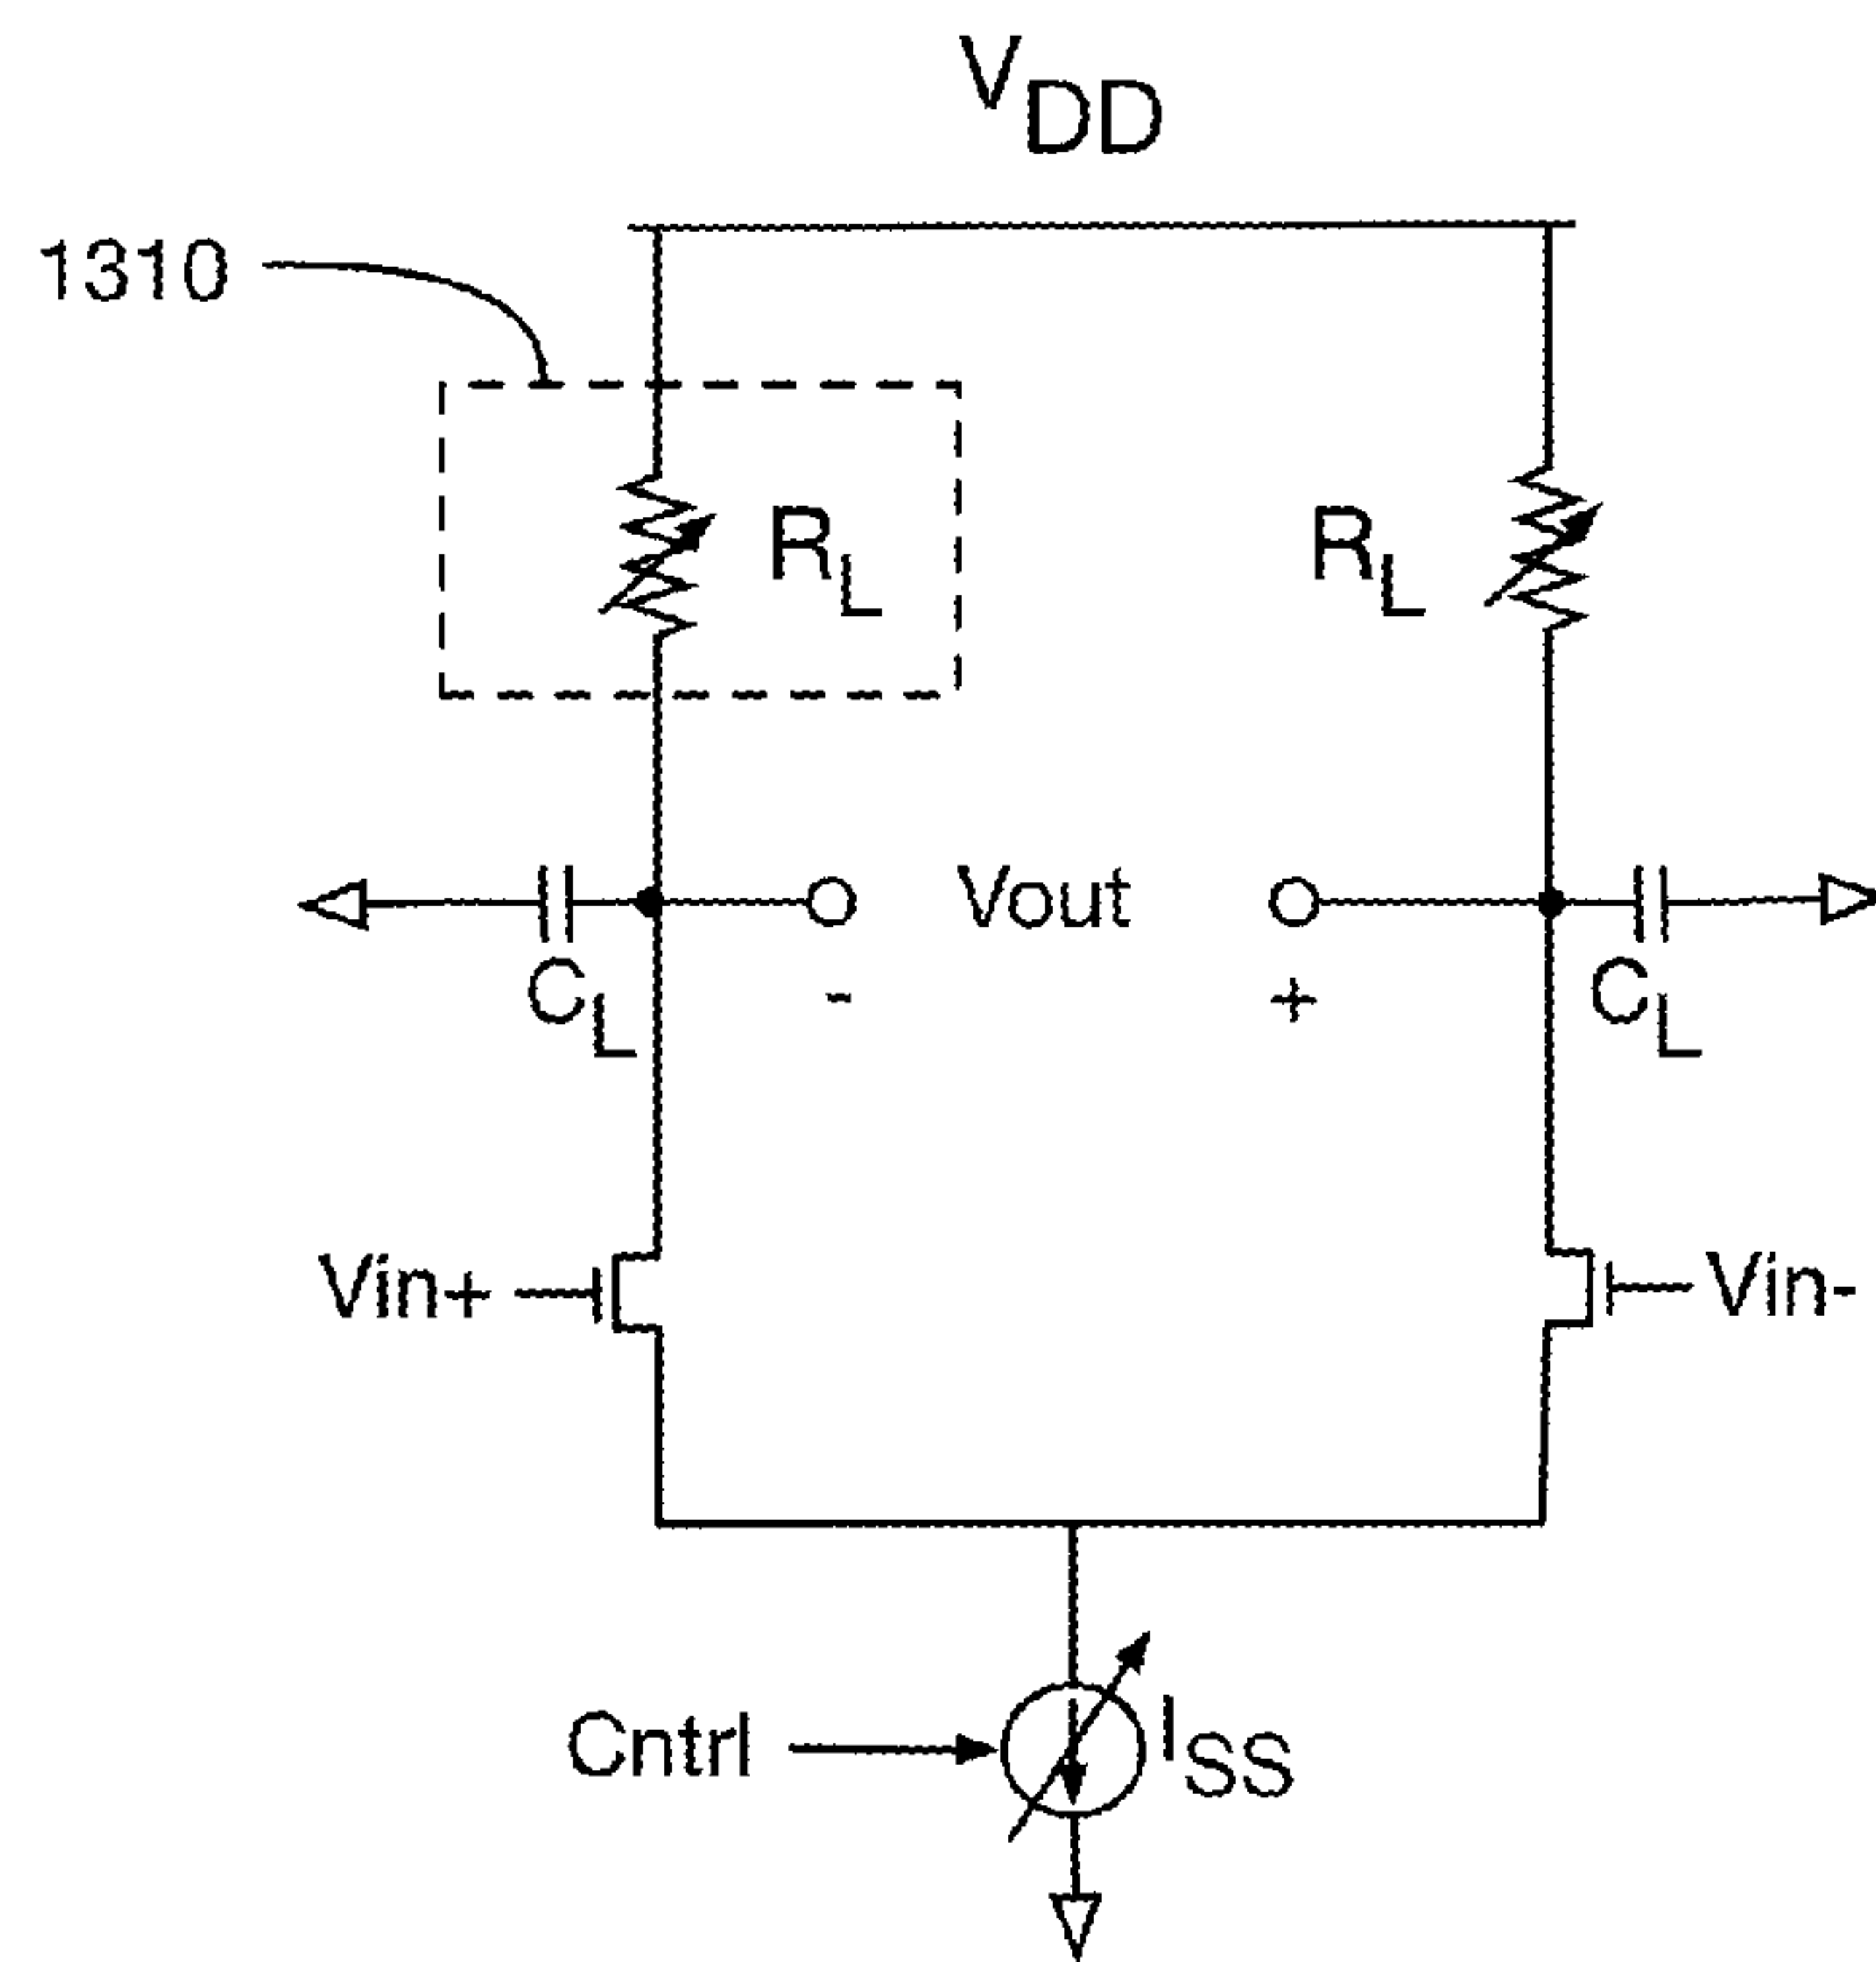 VDD
1310
RL
RL
Vout
CL
-
+
CL
Vin+
Vin-
Cntrl
ISS